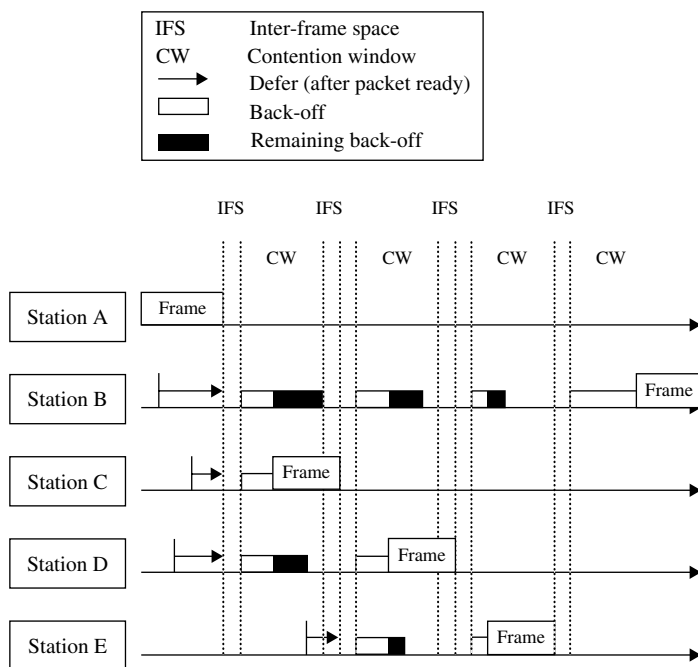 IFS Inter-frame space
CW Contention window
Defer (after packet ready)
Back-off
Remaining back-off
IFS IFS IFS IFS
CW CW CW CW
Station A Frame
Station B Frame
Station C Frame
Station D Frame
Station E Frame